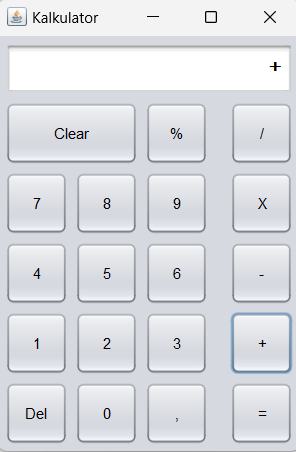 Kalkulator
+
Clear % /
7 8 9 X
4 5 6 -
1 2 3 +
Del 0 , =